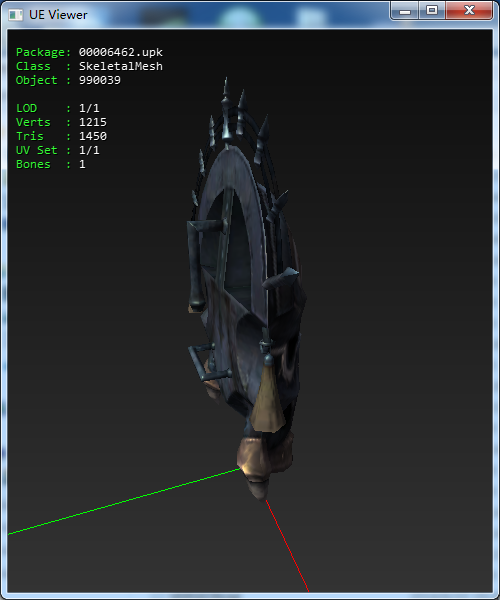 UE Viewer
Package: 00006462.upk
Class : SkeletalMesh
Object : 990039
LOD : 1/1
Verts : 1215
Tris : 1450
UV Set : 1/1
Bones : 1